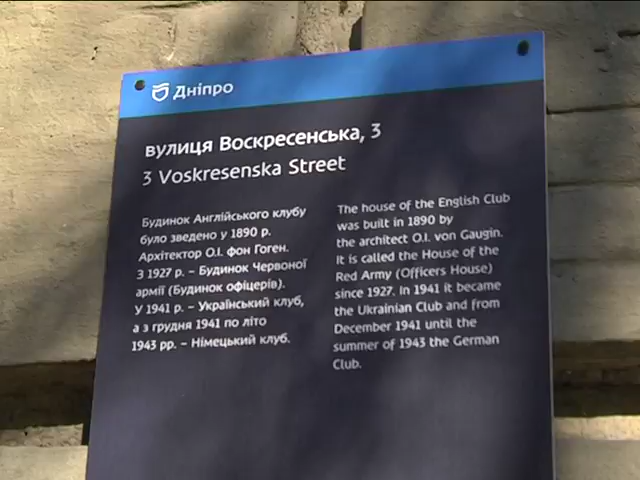 Дніпро
вулиця Воскресенська, 3
3 Voskresenska Street
Будинок Англійського клубу
було зведено у 1890 р.
Архітектор О.І. фон Гоген.
З 1927 р. – Будинок Червоної
армії (Будинок офіцерів).
У 1941 р. – Український клуб,
а з грудня 1941 по літо
1943 рр. – Німецький клуб.
The house of the English Club
was built in 1890 by
the architect O.I. von Gaugin.
It is called the House of the
Red Army (Officers House)
since 1927. In 1941 it became
the Ukrainian Club and from
December 1941 until the
summer of 1943 the German
Club.